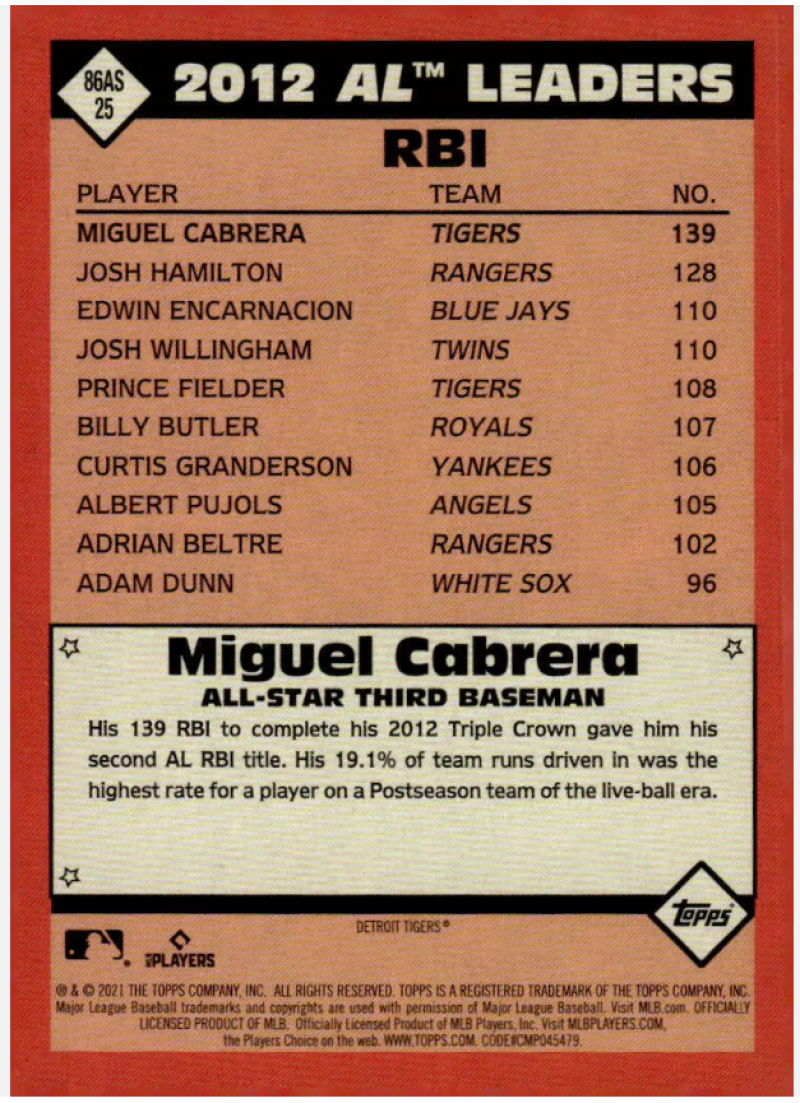 86AS
25
2012 AL™ LEADERS
RBI
PLAYER TEAM NO.
MIGUEL CABRERA TIGERS 139
JOSH HAMILTON RANGERS 128
EDWIN ENCARNACION BLUE JAYS 110
JOSH WILLINGHAM TWINS 110
PRINCE FIELDER TIGERS 108
BILLY BUTLER ROYALS 107
CURTIS GRANDERSON YANKEES 106
ALBERT PUJOLS ANGELS 105
ADRIAN BELTRE RANGERS 102
ADAM DUNN WHITE SOX 96
Miguel Cabrera
ALL-STAR THIRD BASEMAN
His 139 RBI to complete his 2012 Triple Crown gave him his
second AL RBI title. His 19.1% of team runs driven in was the
highest rate for a player on a Postseason team of the live-ball era.
Topps®
DETROIT TIGERS®
PLAYERS
® & © 2021 THE TOPPS COMPANY, INC. ALL RIGHTS RESERVED. TOPPS IS A REGISTERED TRADEMARK OF THE TOPPS COMPANY, INC.
Major League Baseball trademarks and copyrights are used with permission of Major League Baseball. Visit MLB.com. OFFICIALLY
LICENSED PRODUCT OF MLB. Officially Licensed Product of MLB Players, Inc. Visit MLBPLAYERS.COM,
the Players Choice on the web. WWW.TOPPS.COM. CODE#CMP045479.